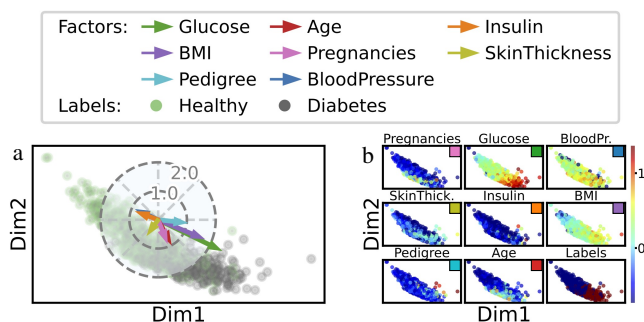 Factors: Glucose Age Insulin
BMI Pregnancies SkinThickness
Pedigree BloodPressure
Labels: Healthy Diabetes
a
2.0
1.0
Dim2
Dim1
b
Pregnancies Glucose BloodPr.
SkinThick. Insulin BMI
Pedigree Age Labels
Dim2
Dim1
1
0